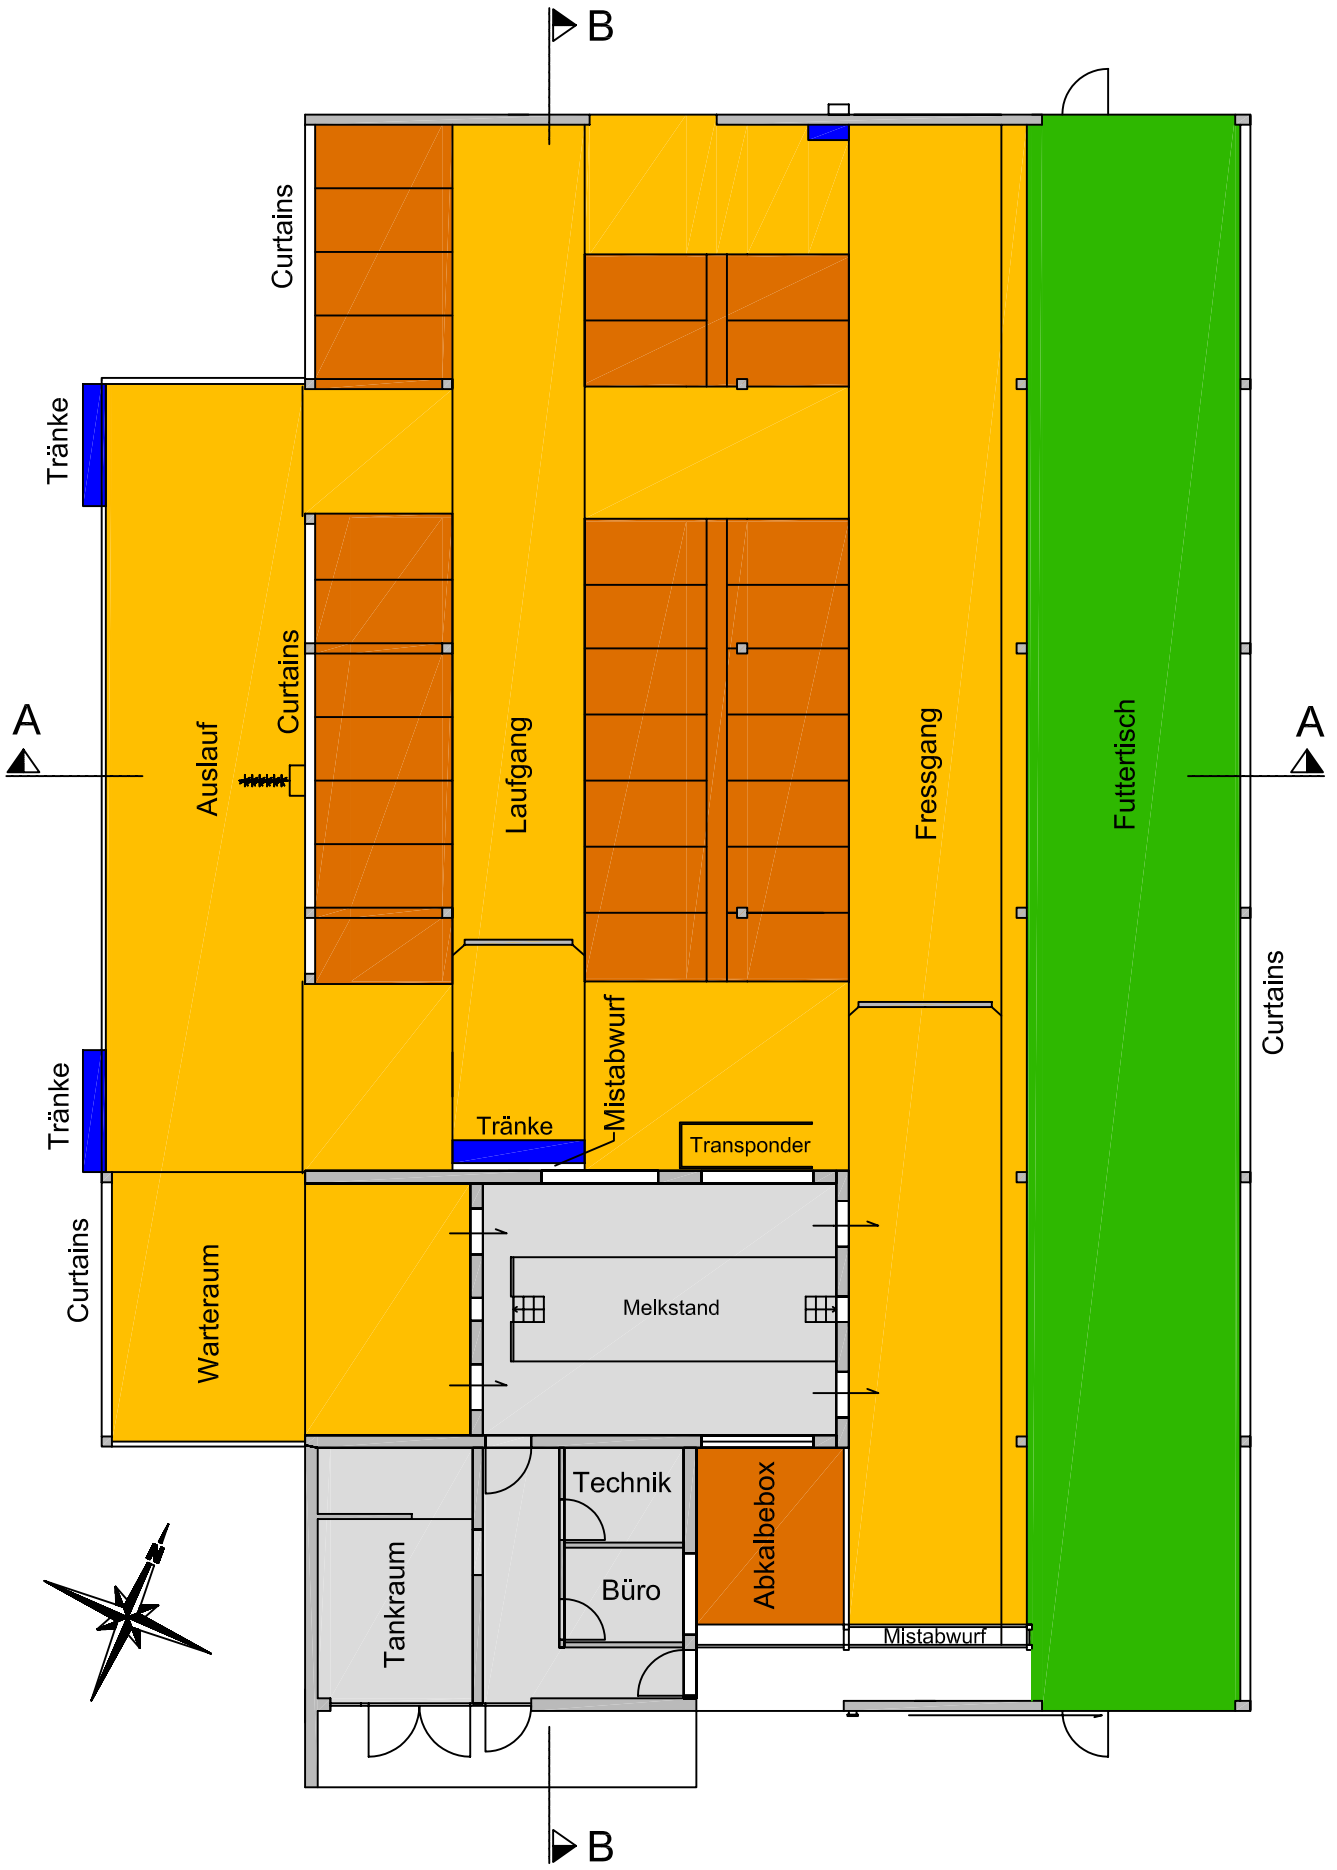 B
Curtains
Tränke
Curtains
A
Auslauf
Laufgang
Fressgang
Futtertisch
A
Curtains
Mistabwurf
Tränke
Tränke
Transponder
Curtains
Warteraum
Melkstand
Technik
Abkalbebox
Tankraum
Büro
N
Mistabwurf
B